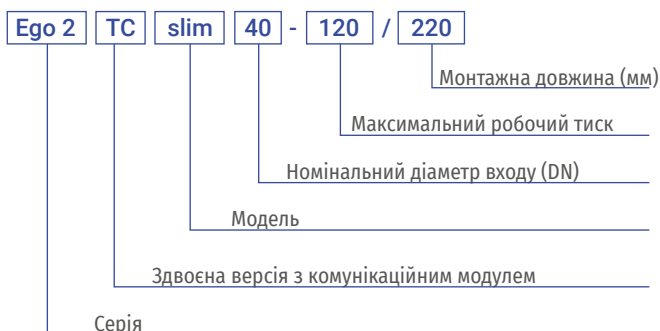 Ego 2 TC slim 40 - 120 / 220
Монтажна довжина (мм)
Максимальний робочий тиск
Номінальний діаметр входу (DN)
Модель
Здвоєна версія з комунікаційним модулем
Серія